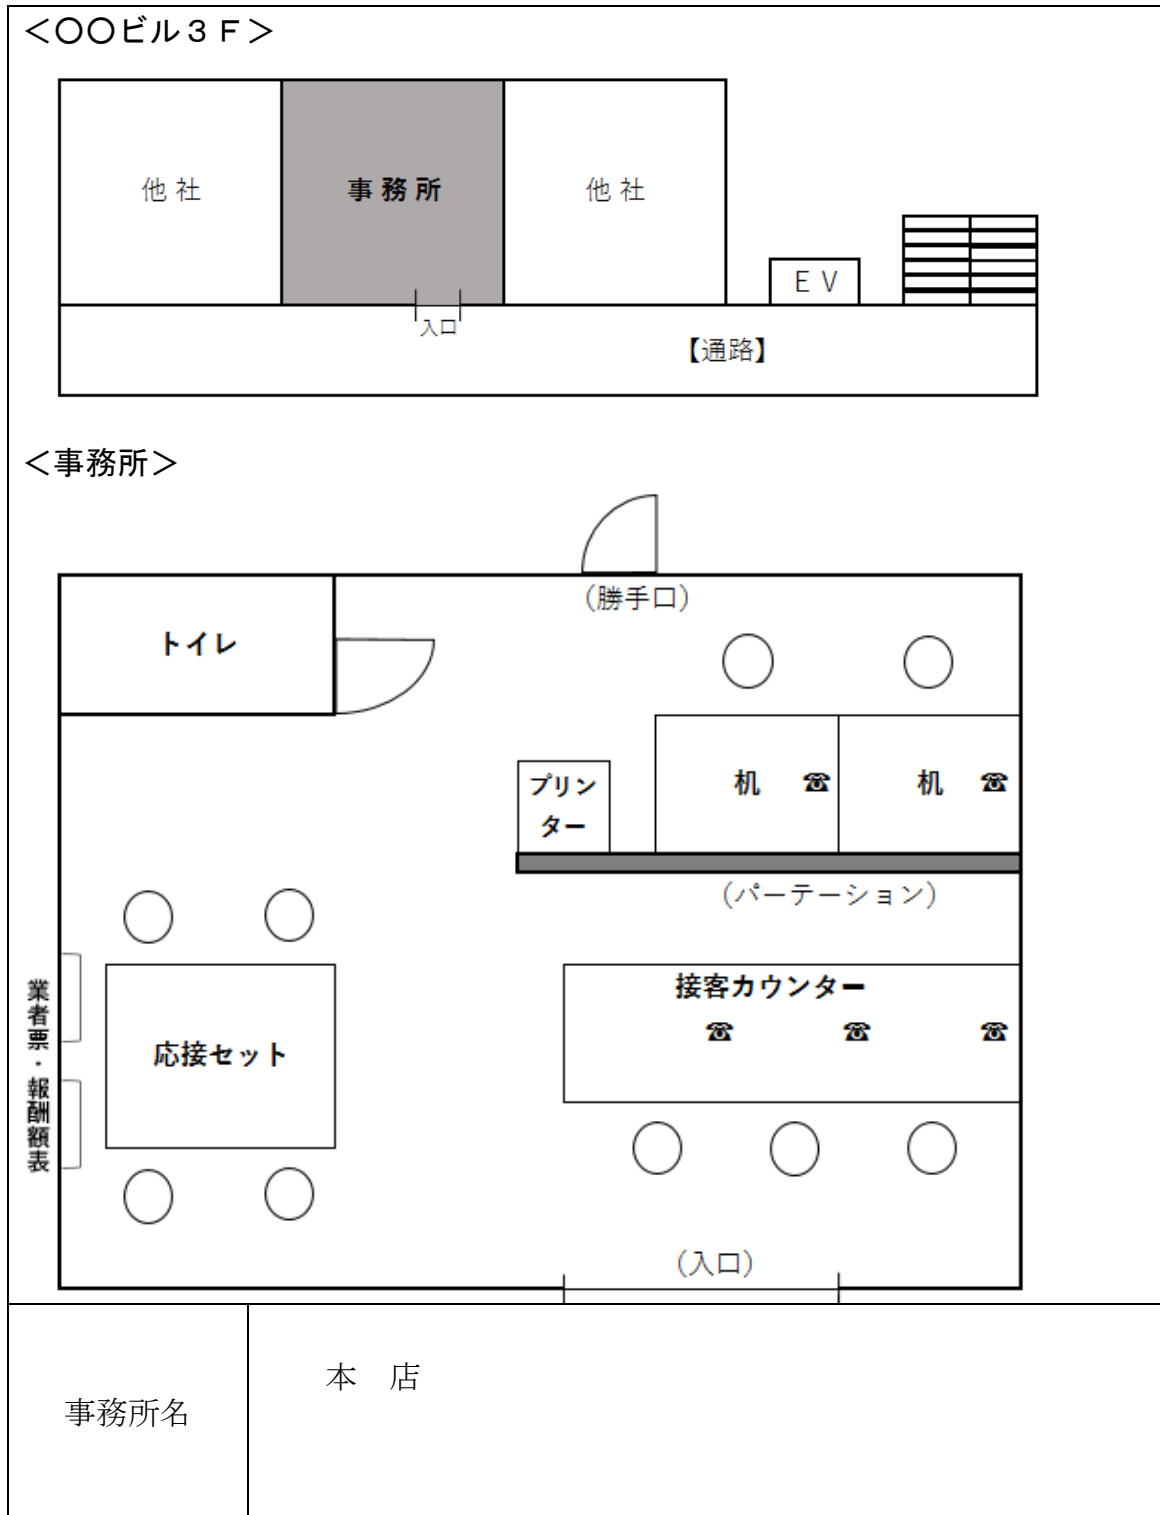 ＜〇〇ビル３Ｆ＞
他 社
事 務 所
他 社
ＥＶ
入口
【通路】
＜事務所＞
（勝手口）
トイレ
プリン
ター
机 ☎
机 ☎
（パーテーション）
接客カウンター
☎ ☎ ☎
業者票・報酬額表
応接セット
（入口）
事務所名
本　店